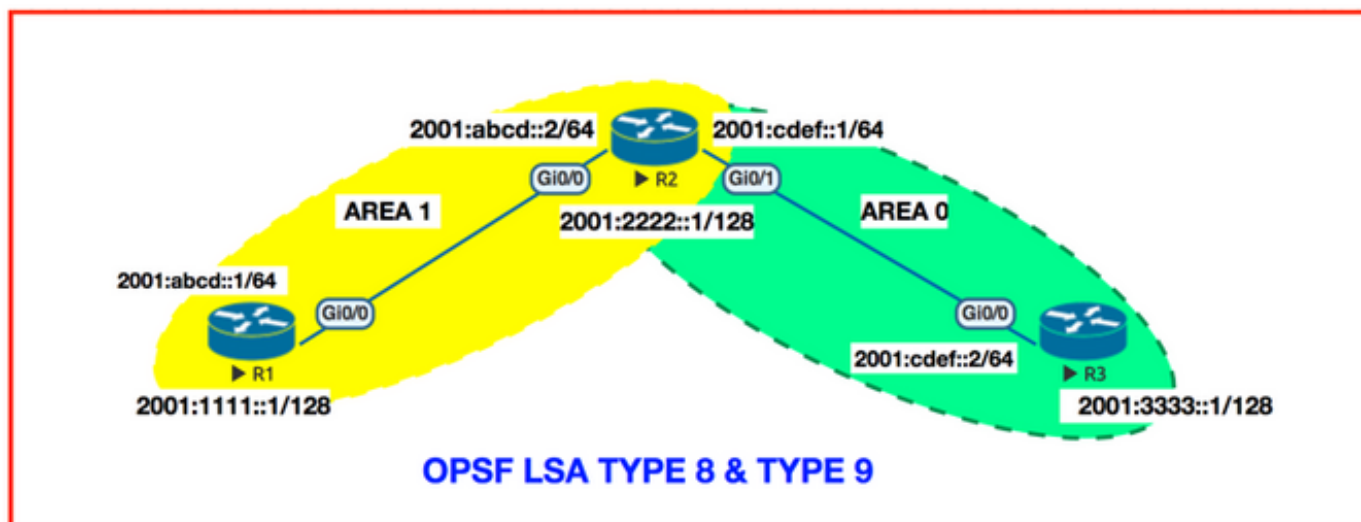 2001:abcd::2/64
2001:cdef::1/64
Gi0/0
R2
Gi0/1
AREA 1
AREA 0
2001:2222::1/128
2001:abcd::1/64
Gi0/0
Gi0/0
2001:cdef::2/64
R1
R3
2001:1111::1/128
2001:3333::1/128
OPSF LSA TYPE 8 & TYPE 9